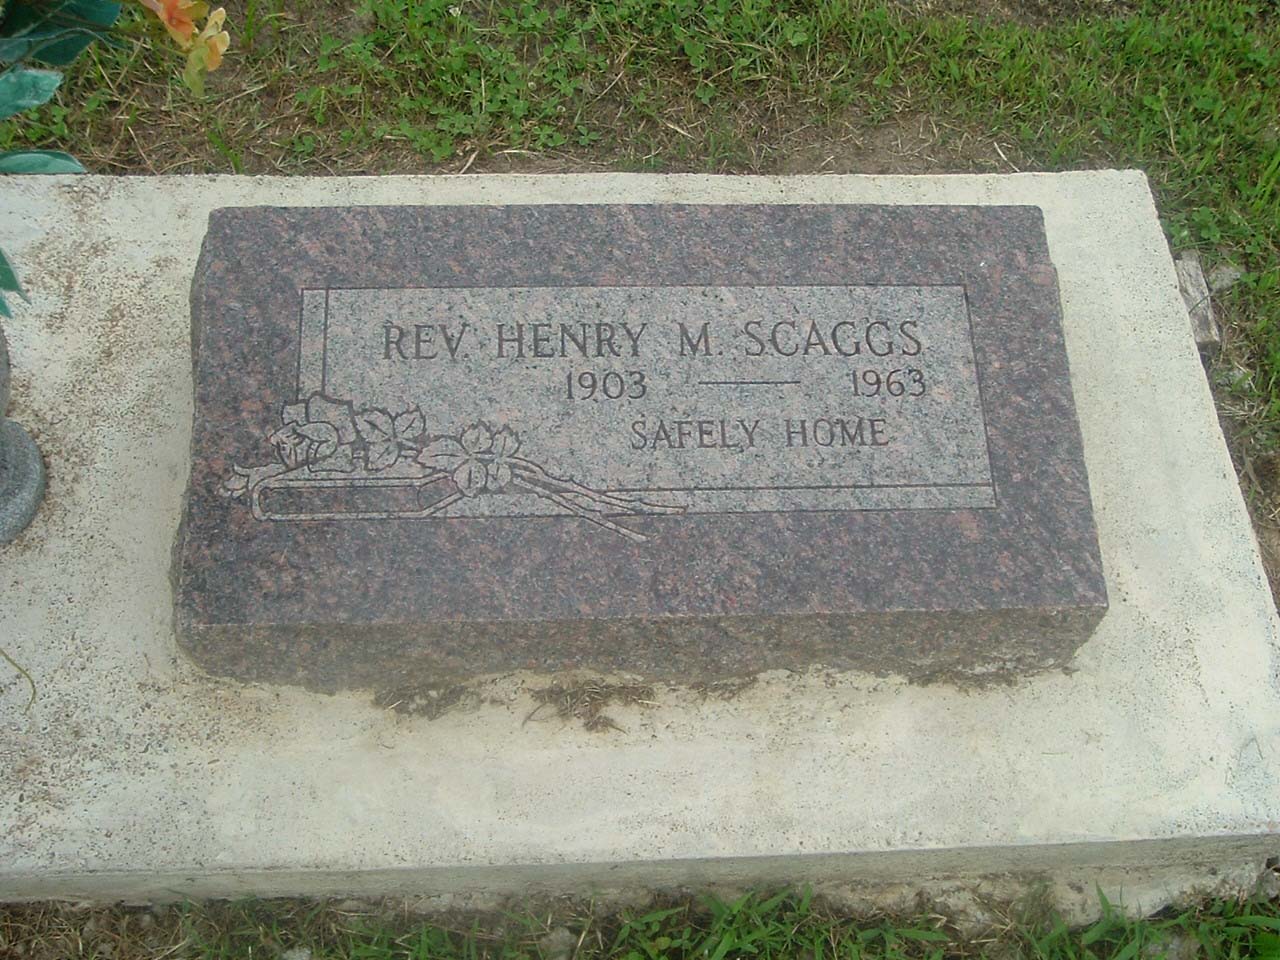 REV. HENRY M. SCAGGS
1903 — 1963
SAFELY HOME